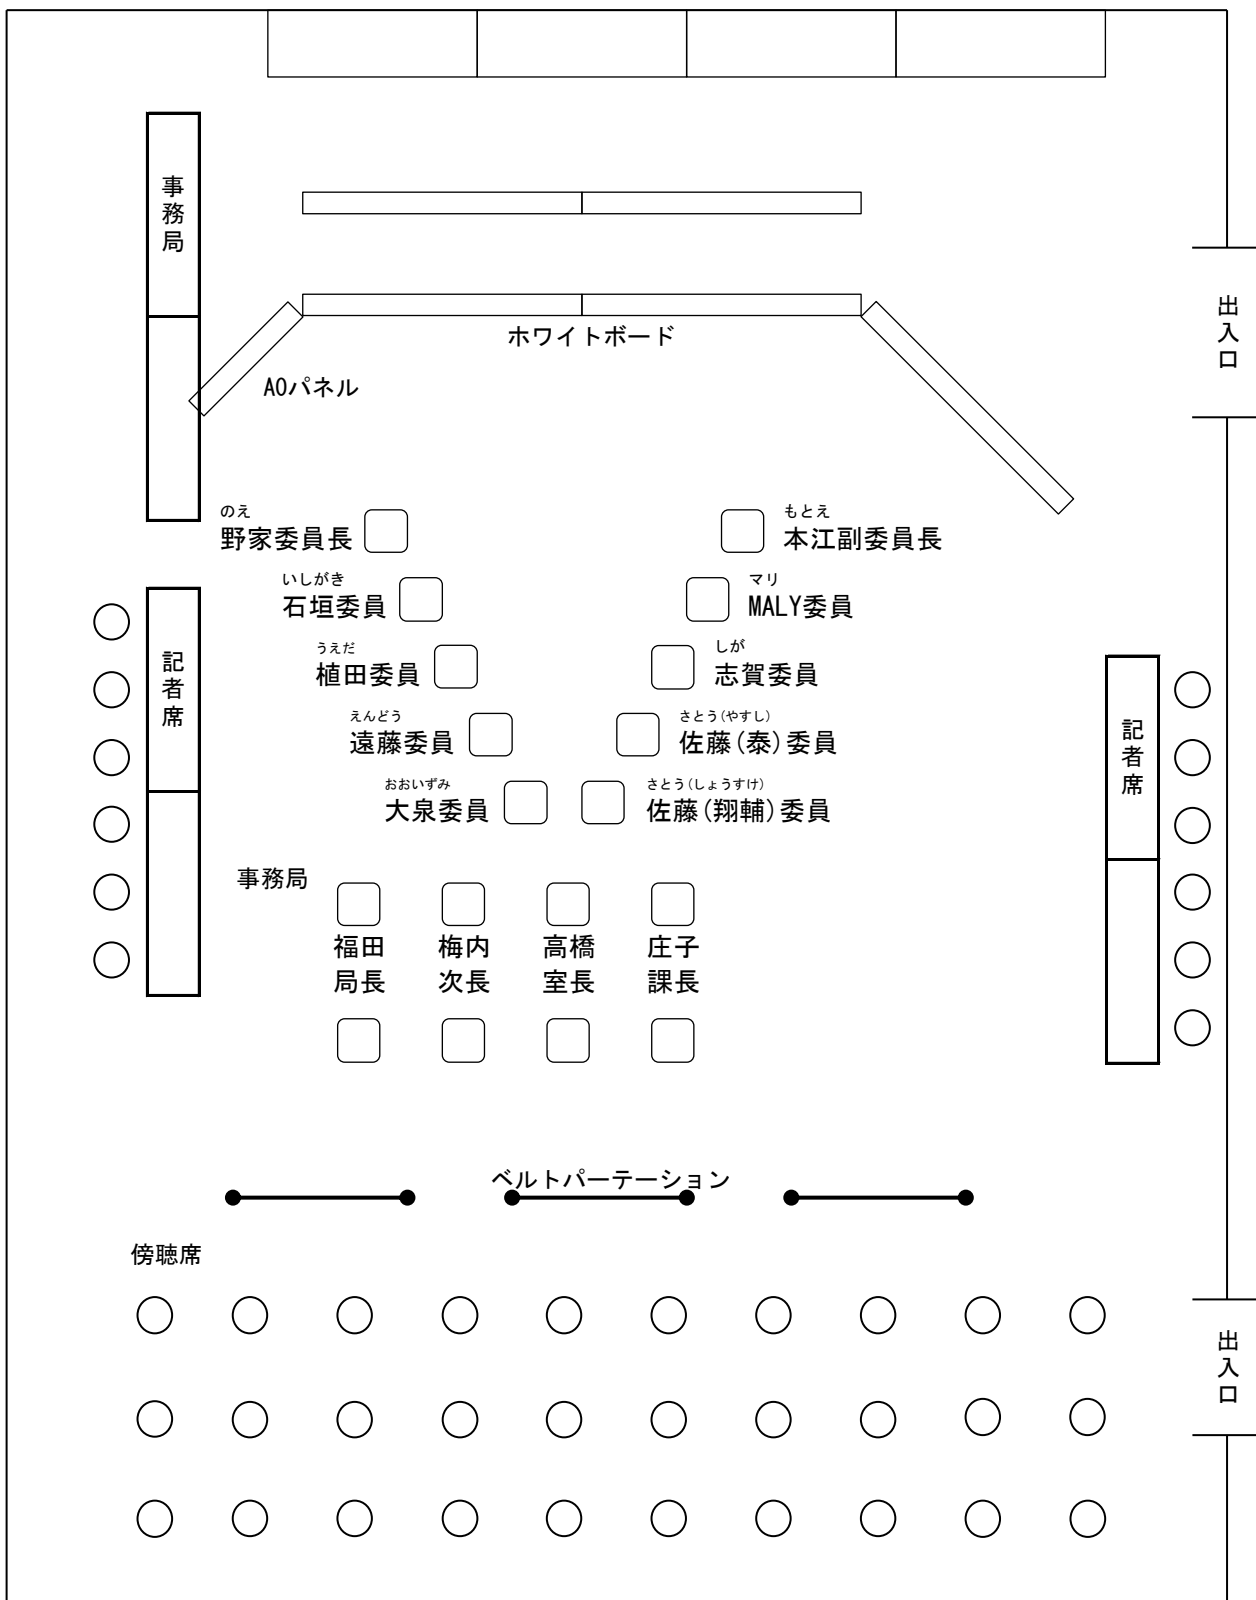 事務局
出入口
ホワイトボード
A0パネル
のえ
野家委員長
もとえ
本江副委員長
いしがき
石垣委員
マリ
MALY委員
うえだ
植田委員
しが
志賀委員
えんどう
遠藤委員
さとう(やすし)
佐藤(泰)委員
おおいずみ
大泉委員
さとう(しょうすけ)
佐藤(翔輔)委員
記者席
記者席
事務局
福田
局長
梅内
次長
高橋
室長
庄子
課長
ベルトパーテーション
傍聴席
出入口